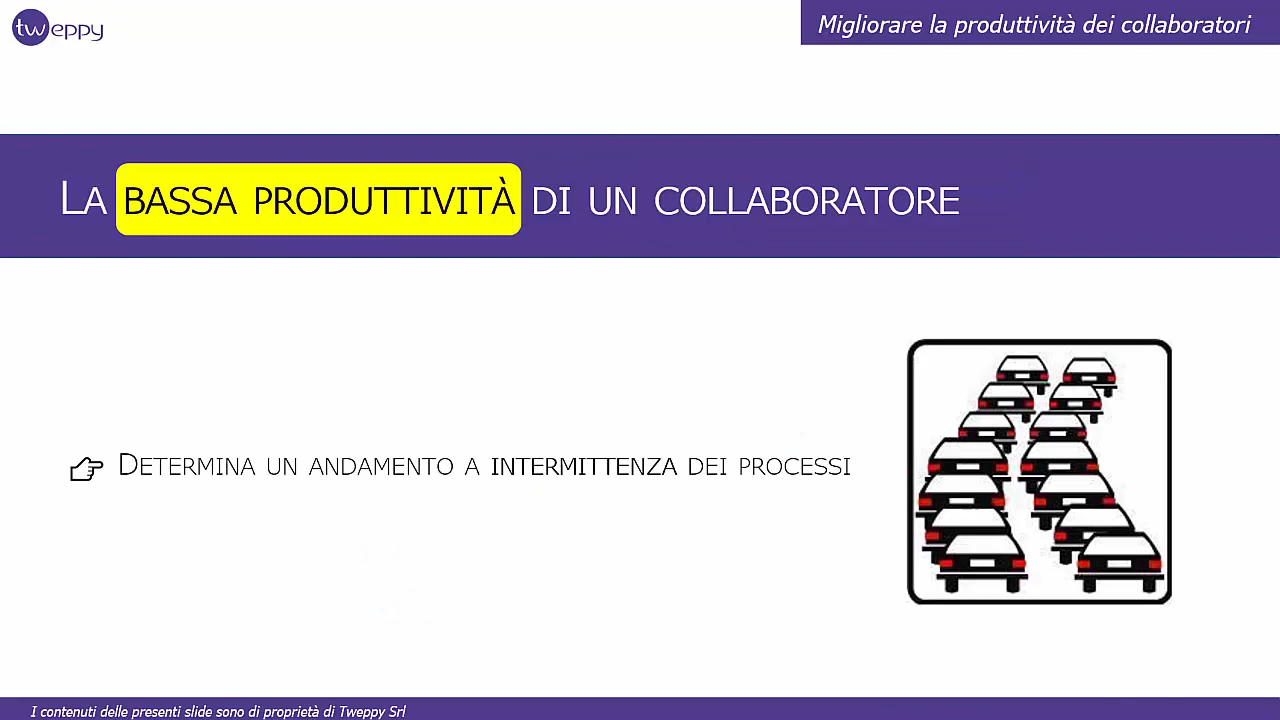 tweppy
Migliorare la produttività dei collaboratori
LA BASSA PRODUTTIVITÀ DI UN COLLABORATORE
DETERMINA UN ANDAMENTO A INTERMITTENZA DEI PROCESSI
I contenuti delle presenti slide sono di proprietà di Tweppy Srl